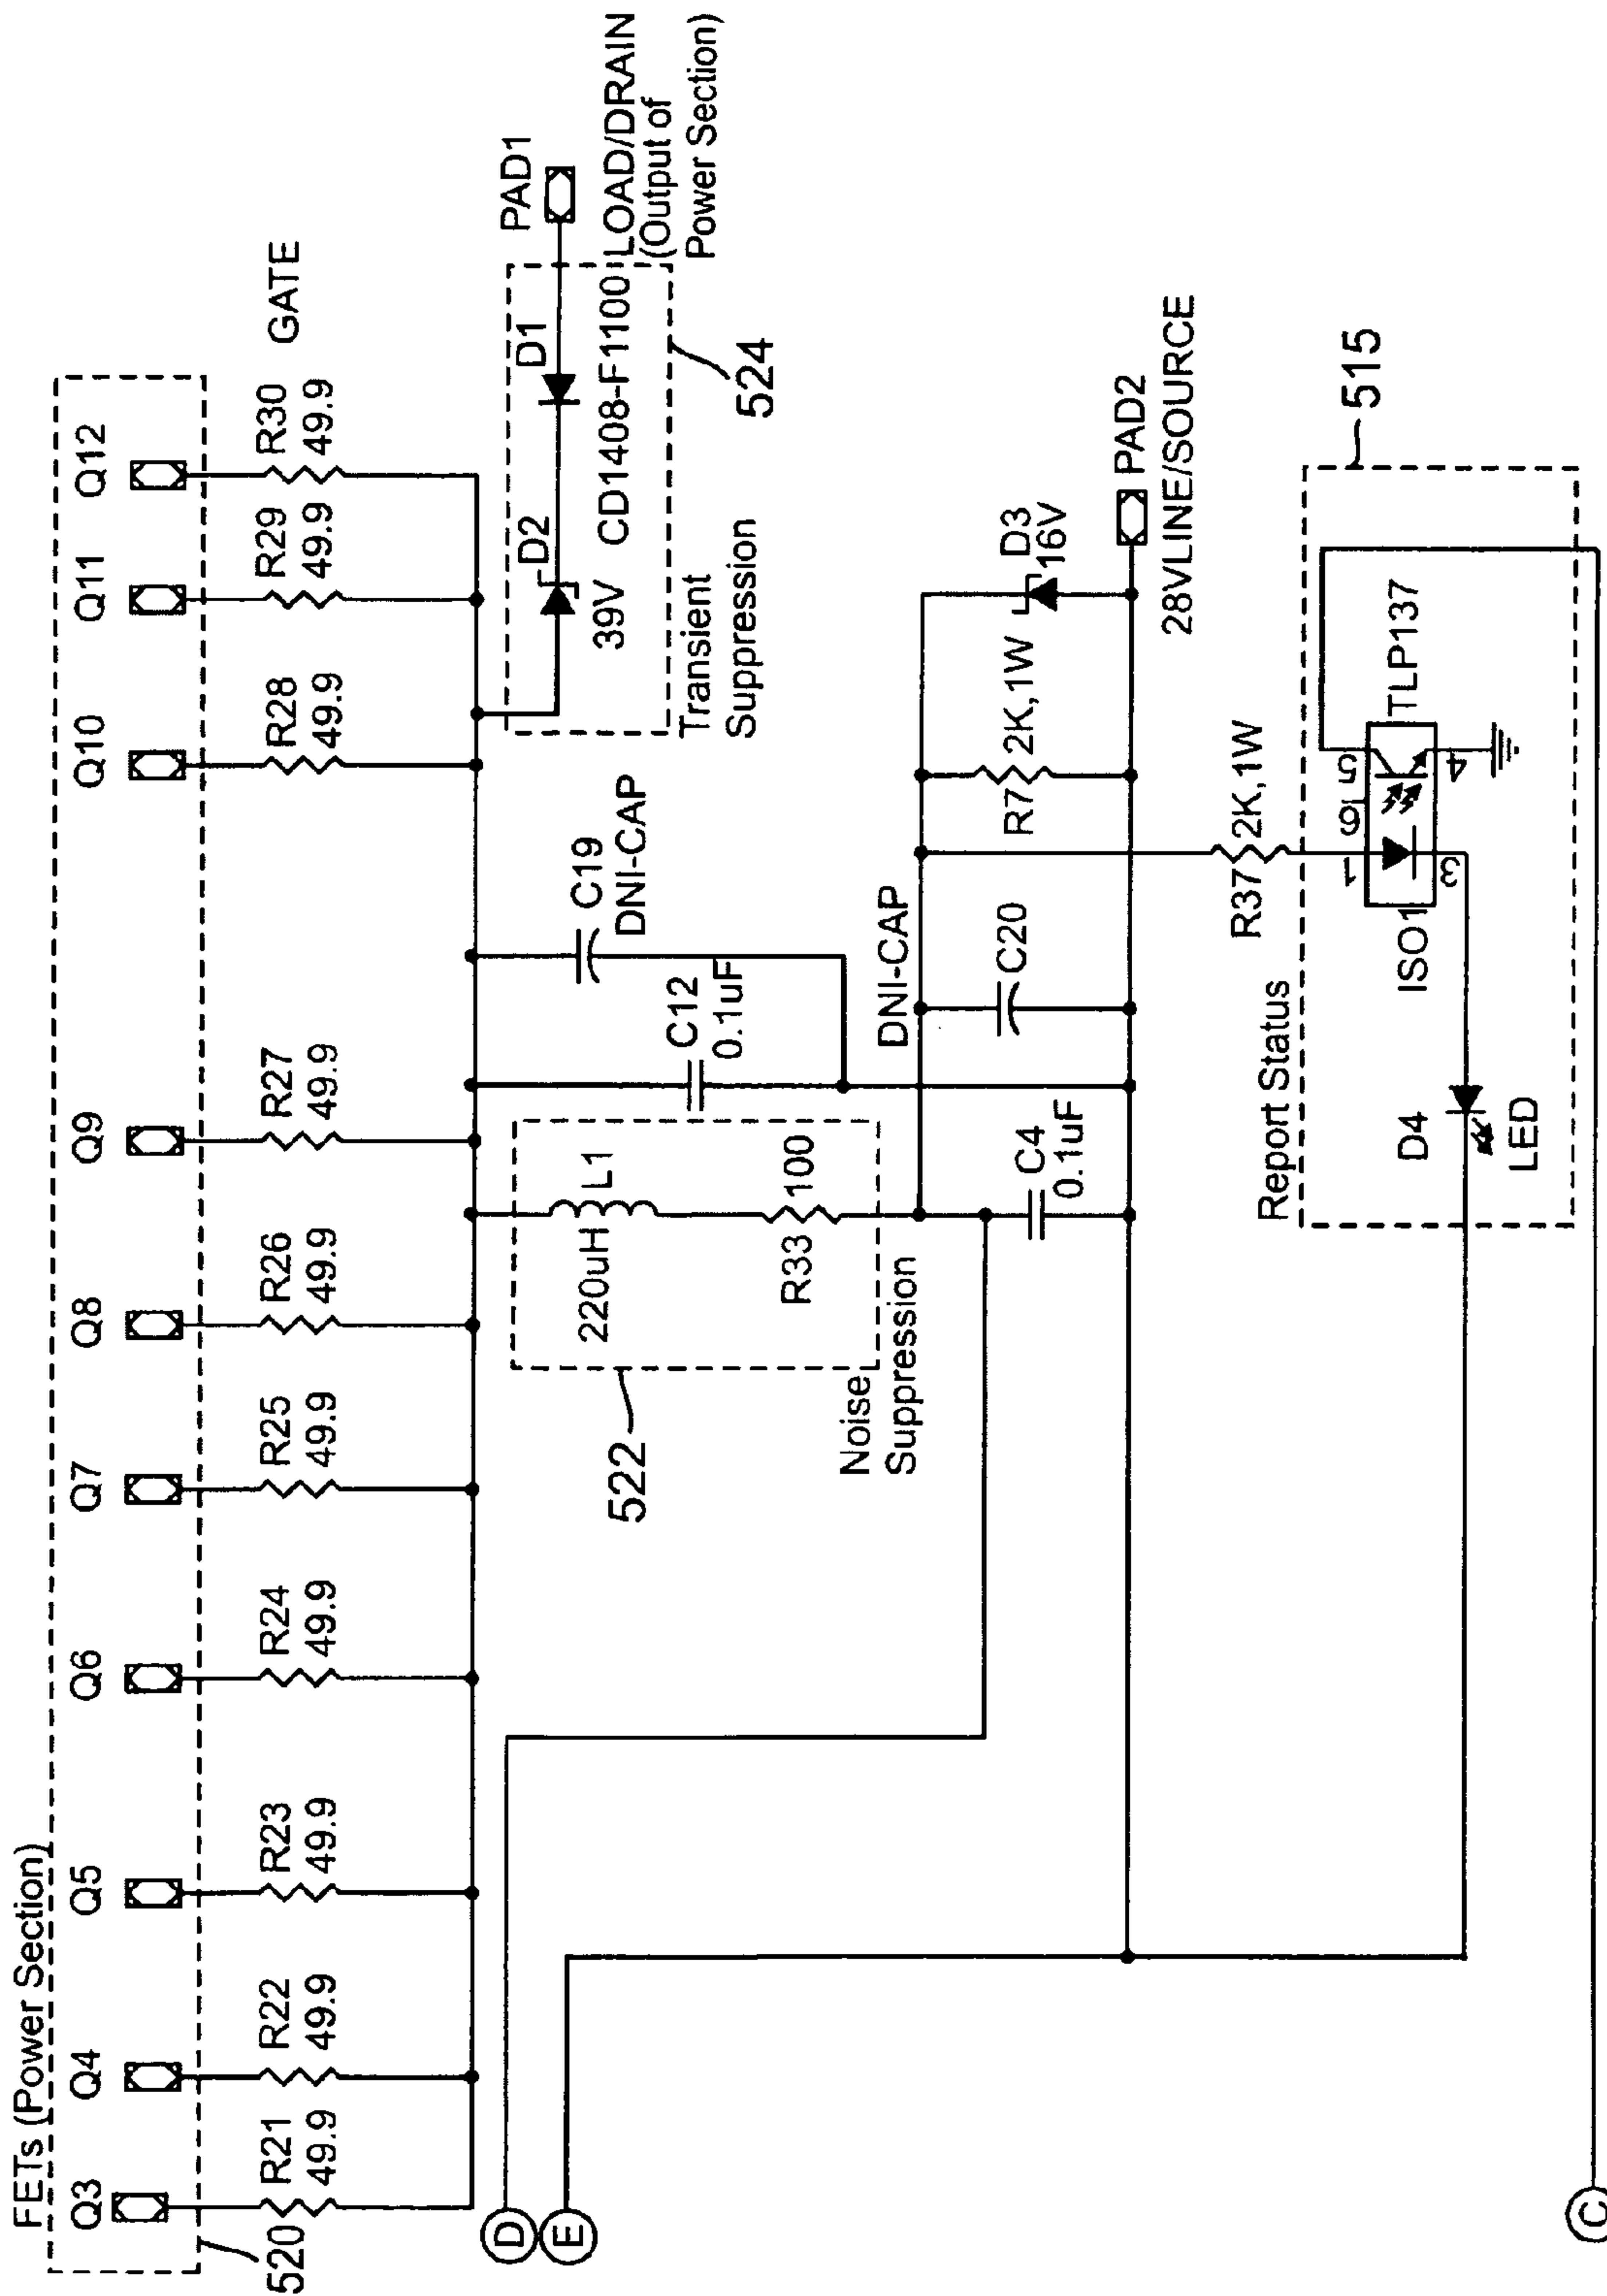 FETs (Power Section)
Q3
Q4
Q5
Q6
Q7
Q8
Q9
Q10
Q11
Q12
520
R21
49.9
R22
49.9
R23
49.9
R24
49.9
R25
49.9
R26
49.9
R27
49.9
R28
49.9
R29
49.9
R30
49.9
GATE
D
E
522
220uH
L1
R33
100
Noise
Suppression
C12
0.1uF
C19
DNI-CAP
D2
39V
D1
CD1408-F1100
Transient
Suppression
524
PAD1
LOAD/DRAIN
(Output of
Power Section)
C4
0.1uF
DNI-CAP
C20
R7
2K,1W
D3
16V
PAD2
28VLINE/SOURCE
R37
2K,1W
Report Status
515
D4
LED
ISO1
1
6
5
3
4
TLP137
C